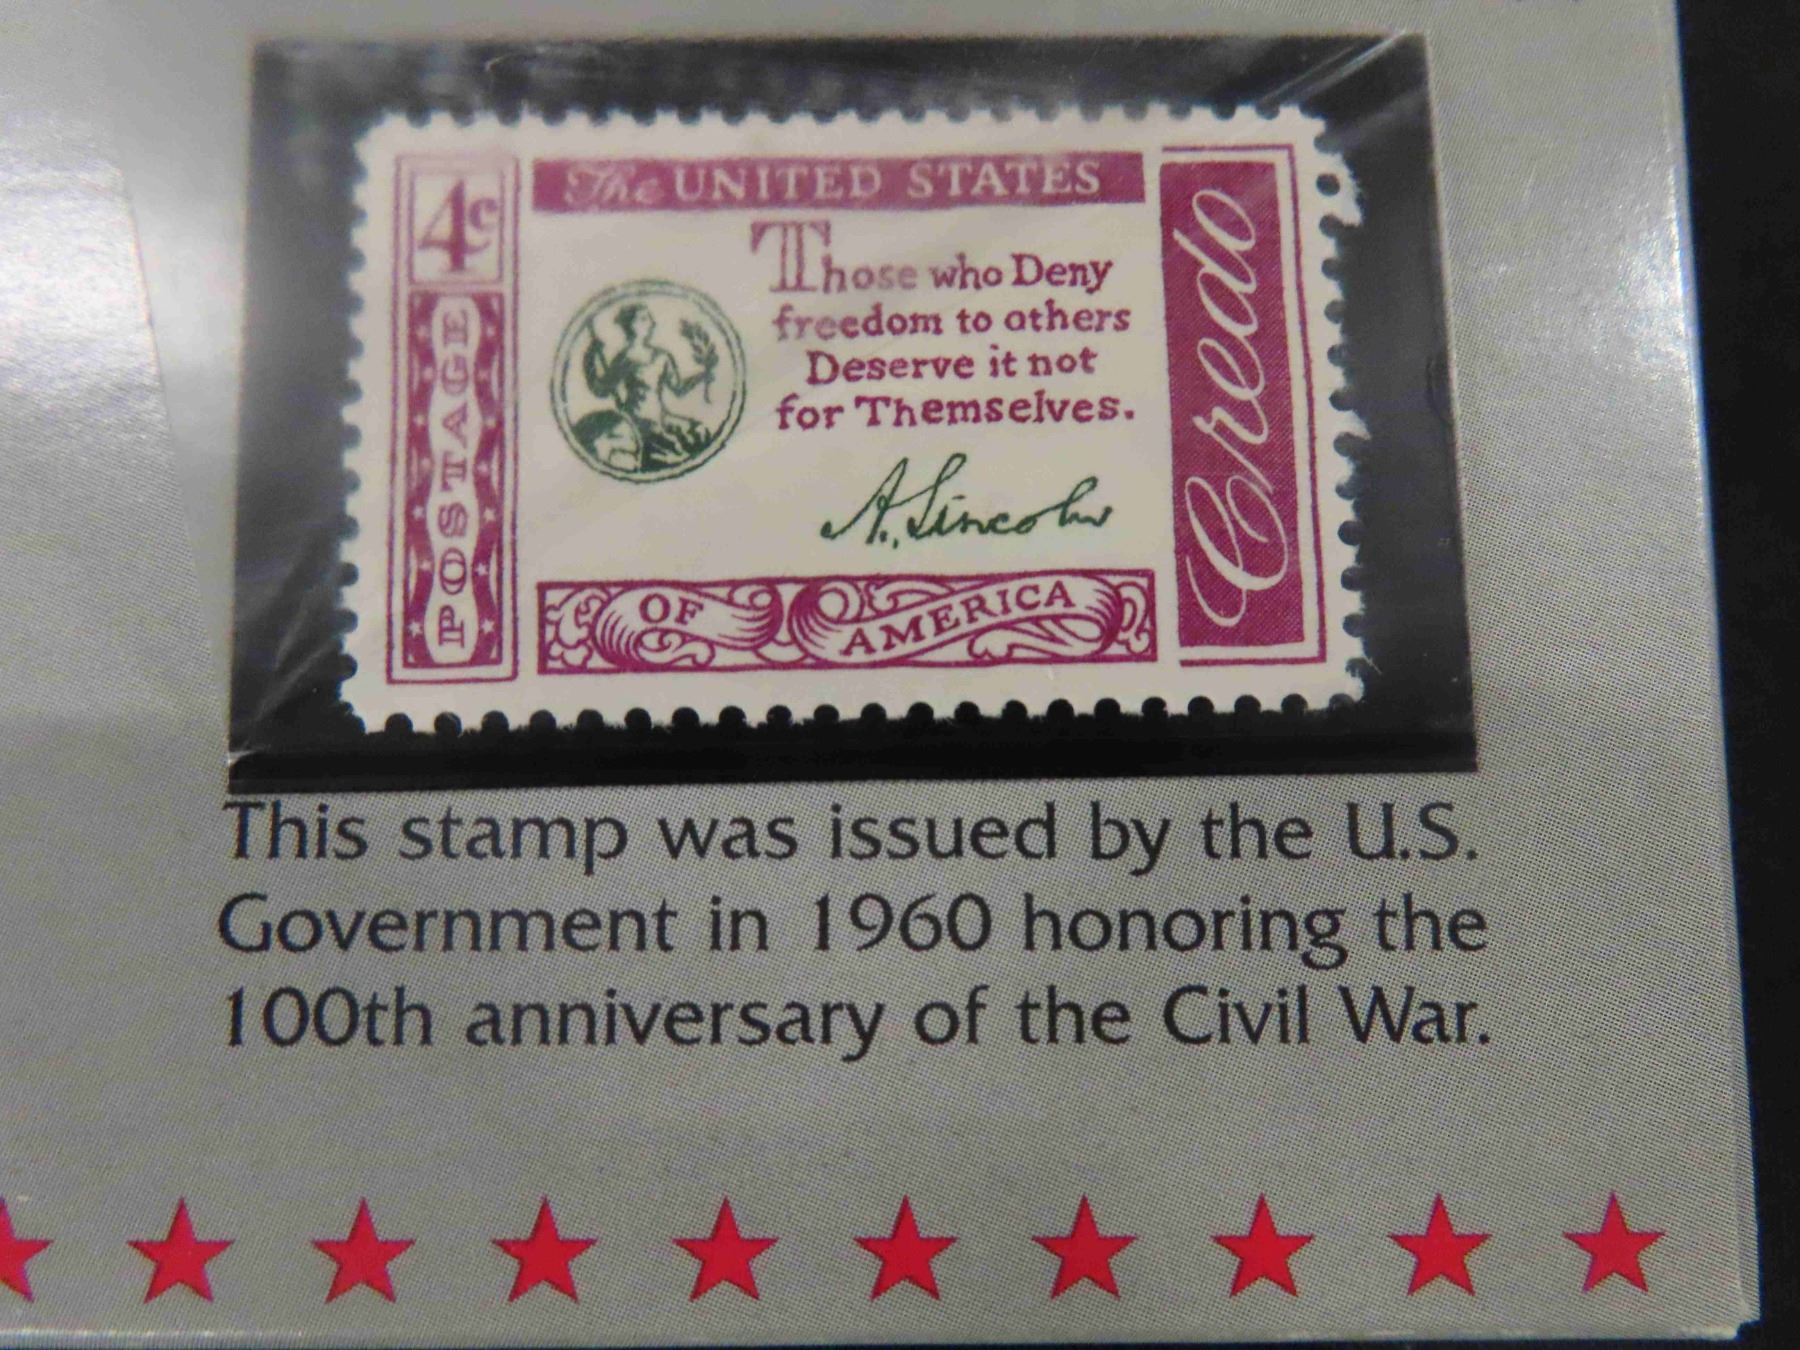 4c
POSTAGE
The UNITED STATES
Those who Deny
freedom to others
Deserve it not
for Themselves.
A. Lincoln
OF AMERICA
Credo
This stamp was issued by the U.S.
Government in 1960 honoring the
100th anniversary of the Civil War.